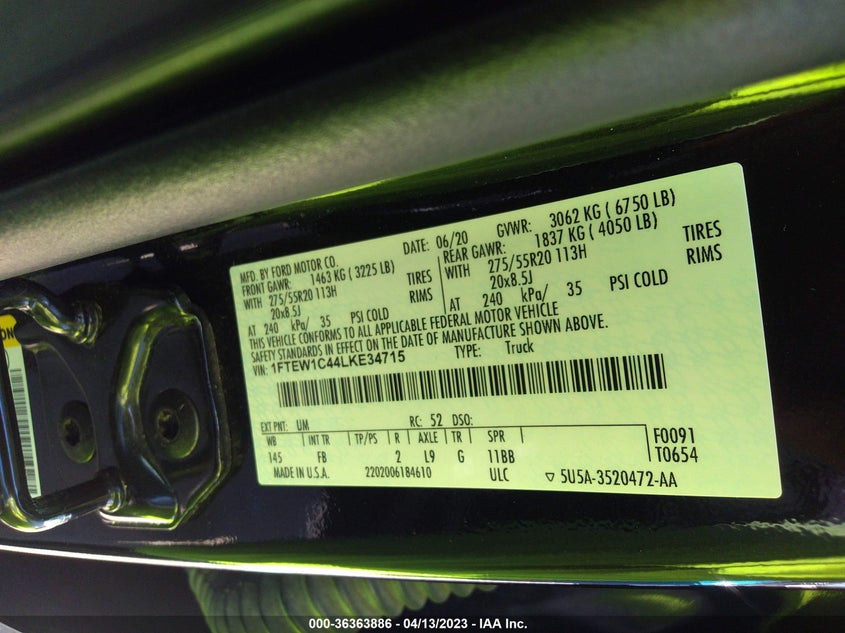 MFD. BY FORD MOTOR CO.
DATE: 06/20 GVWR: 3062 KG ( 6750 LB)
FRONT GAWR: 1463 KG ( 3225 LB) REAR GAWR: 1837 KG ( 4050 LB)
WITH 275/55R20 113H TIRES WITH 275/55R20 113H TIRES
20x8.5J RIMS 20x8.5J RIMS
AT 240 kPa/ 35 PSI COLD AT 240 kPa/ 35 PSI COLD
THIS VEHICLE CONFORMS TO ALL APPLICABLE FEDERAL MOTOR VEHICLE
SAFETY STANDARDS IN EFFECT ON THE DATE OF MANUFACTURE SHOWN ABOVE.
VIN: 1FTEW1C44LKE34715 TYPE: Truck
EXT PNT: UM RC: 52 DSO:
WB INT TR TP/PS R AXLE TR SPR F0091
145 FB 2 L9 G 11BB T0654
MADE IN U.S.A. 2202006184610 ULC ▽ 5U5A-3520472-AA
000-36363886 - 04/13/2023 - IAA Inc.